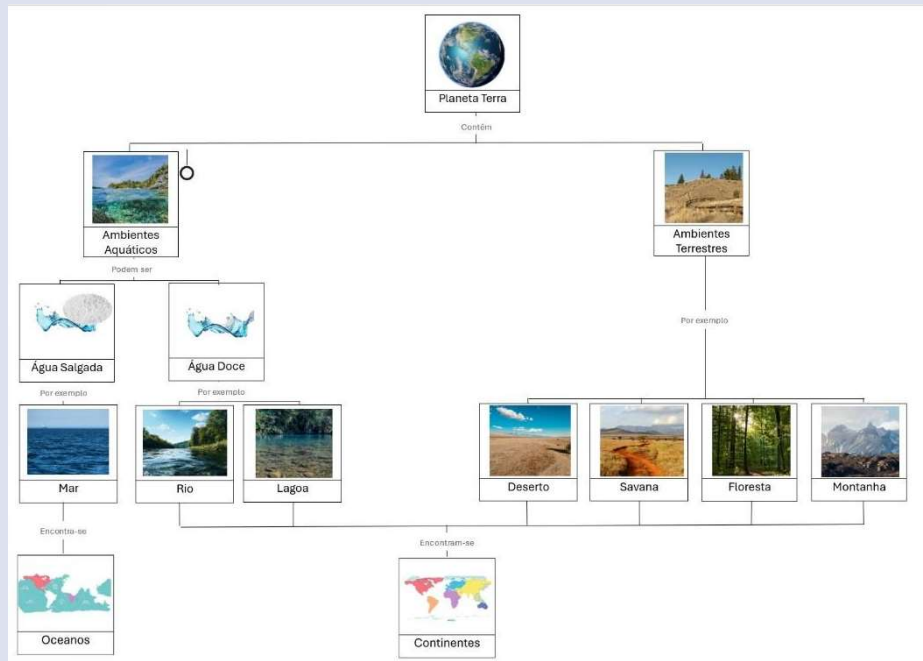 Planeta Terra
Contém
Ambientes
Aquáticos
Ambientes
Terrestres
Podem ser
Água Salgada
Água Doce
Por exemplo
Por exemplo
Por exemplo
Mar
Rio
Lagoa
Deserto
Savana
Floresta
Montanha
Encontra-se
Encontram-se
Oceanos
Continentes